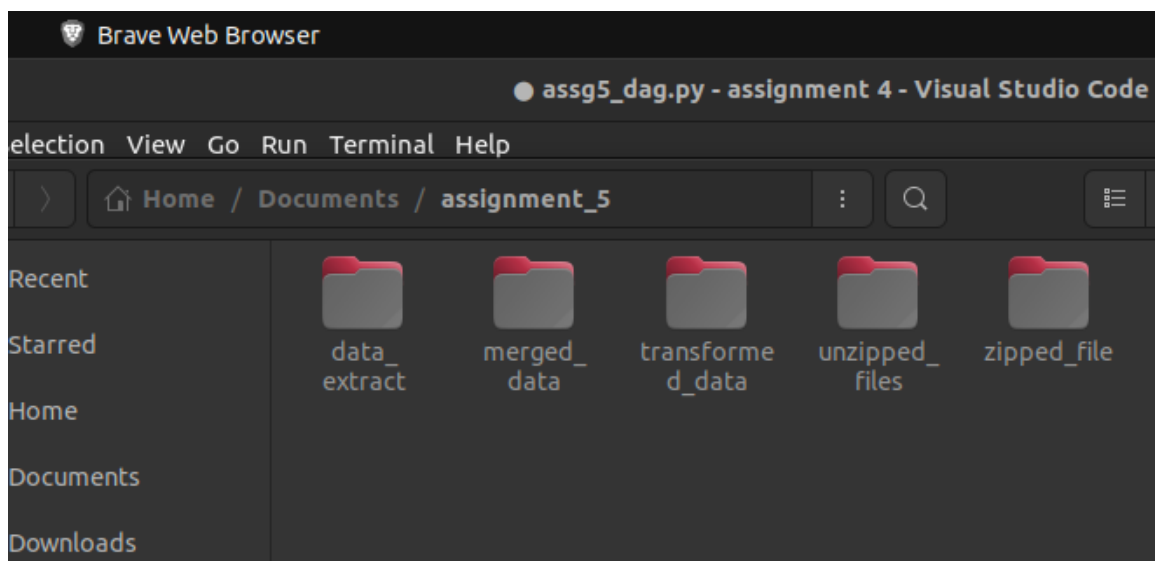 Brave Web Browser
● assg5_dag.py - assignment 4 - Visual Studio Code
election View Go Run Terminal Help
Home / Documents / assignment_5
Recent
Starred
Home
Documents
Downloads
data_
extract
merged_
data
transforme
d_data
unzipped_
files
zipped_file